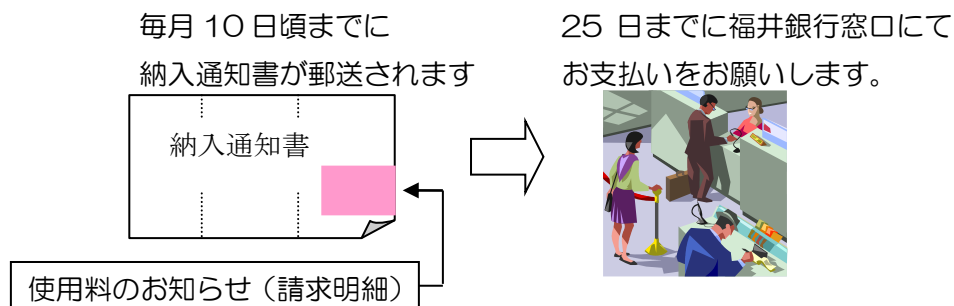 毎月 10 日頃までに
納入通知書が郵送されます
25 日までに福井銀行窓口にて
お支払いをお願いします。
納入通知書
使用料のお知らせ（請求明細）